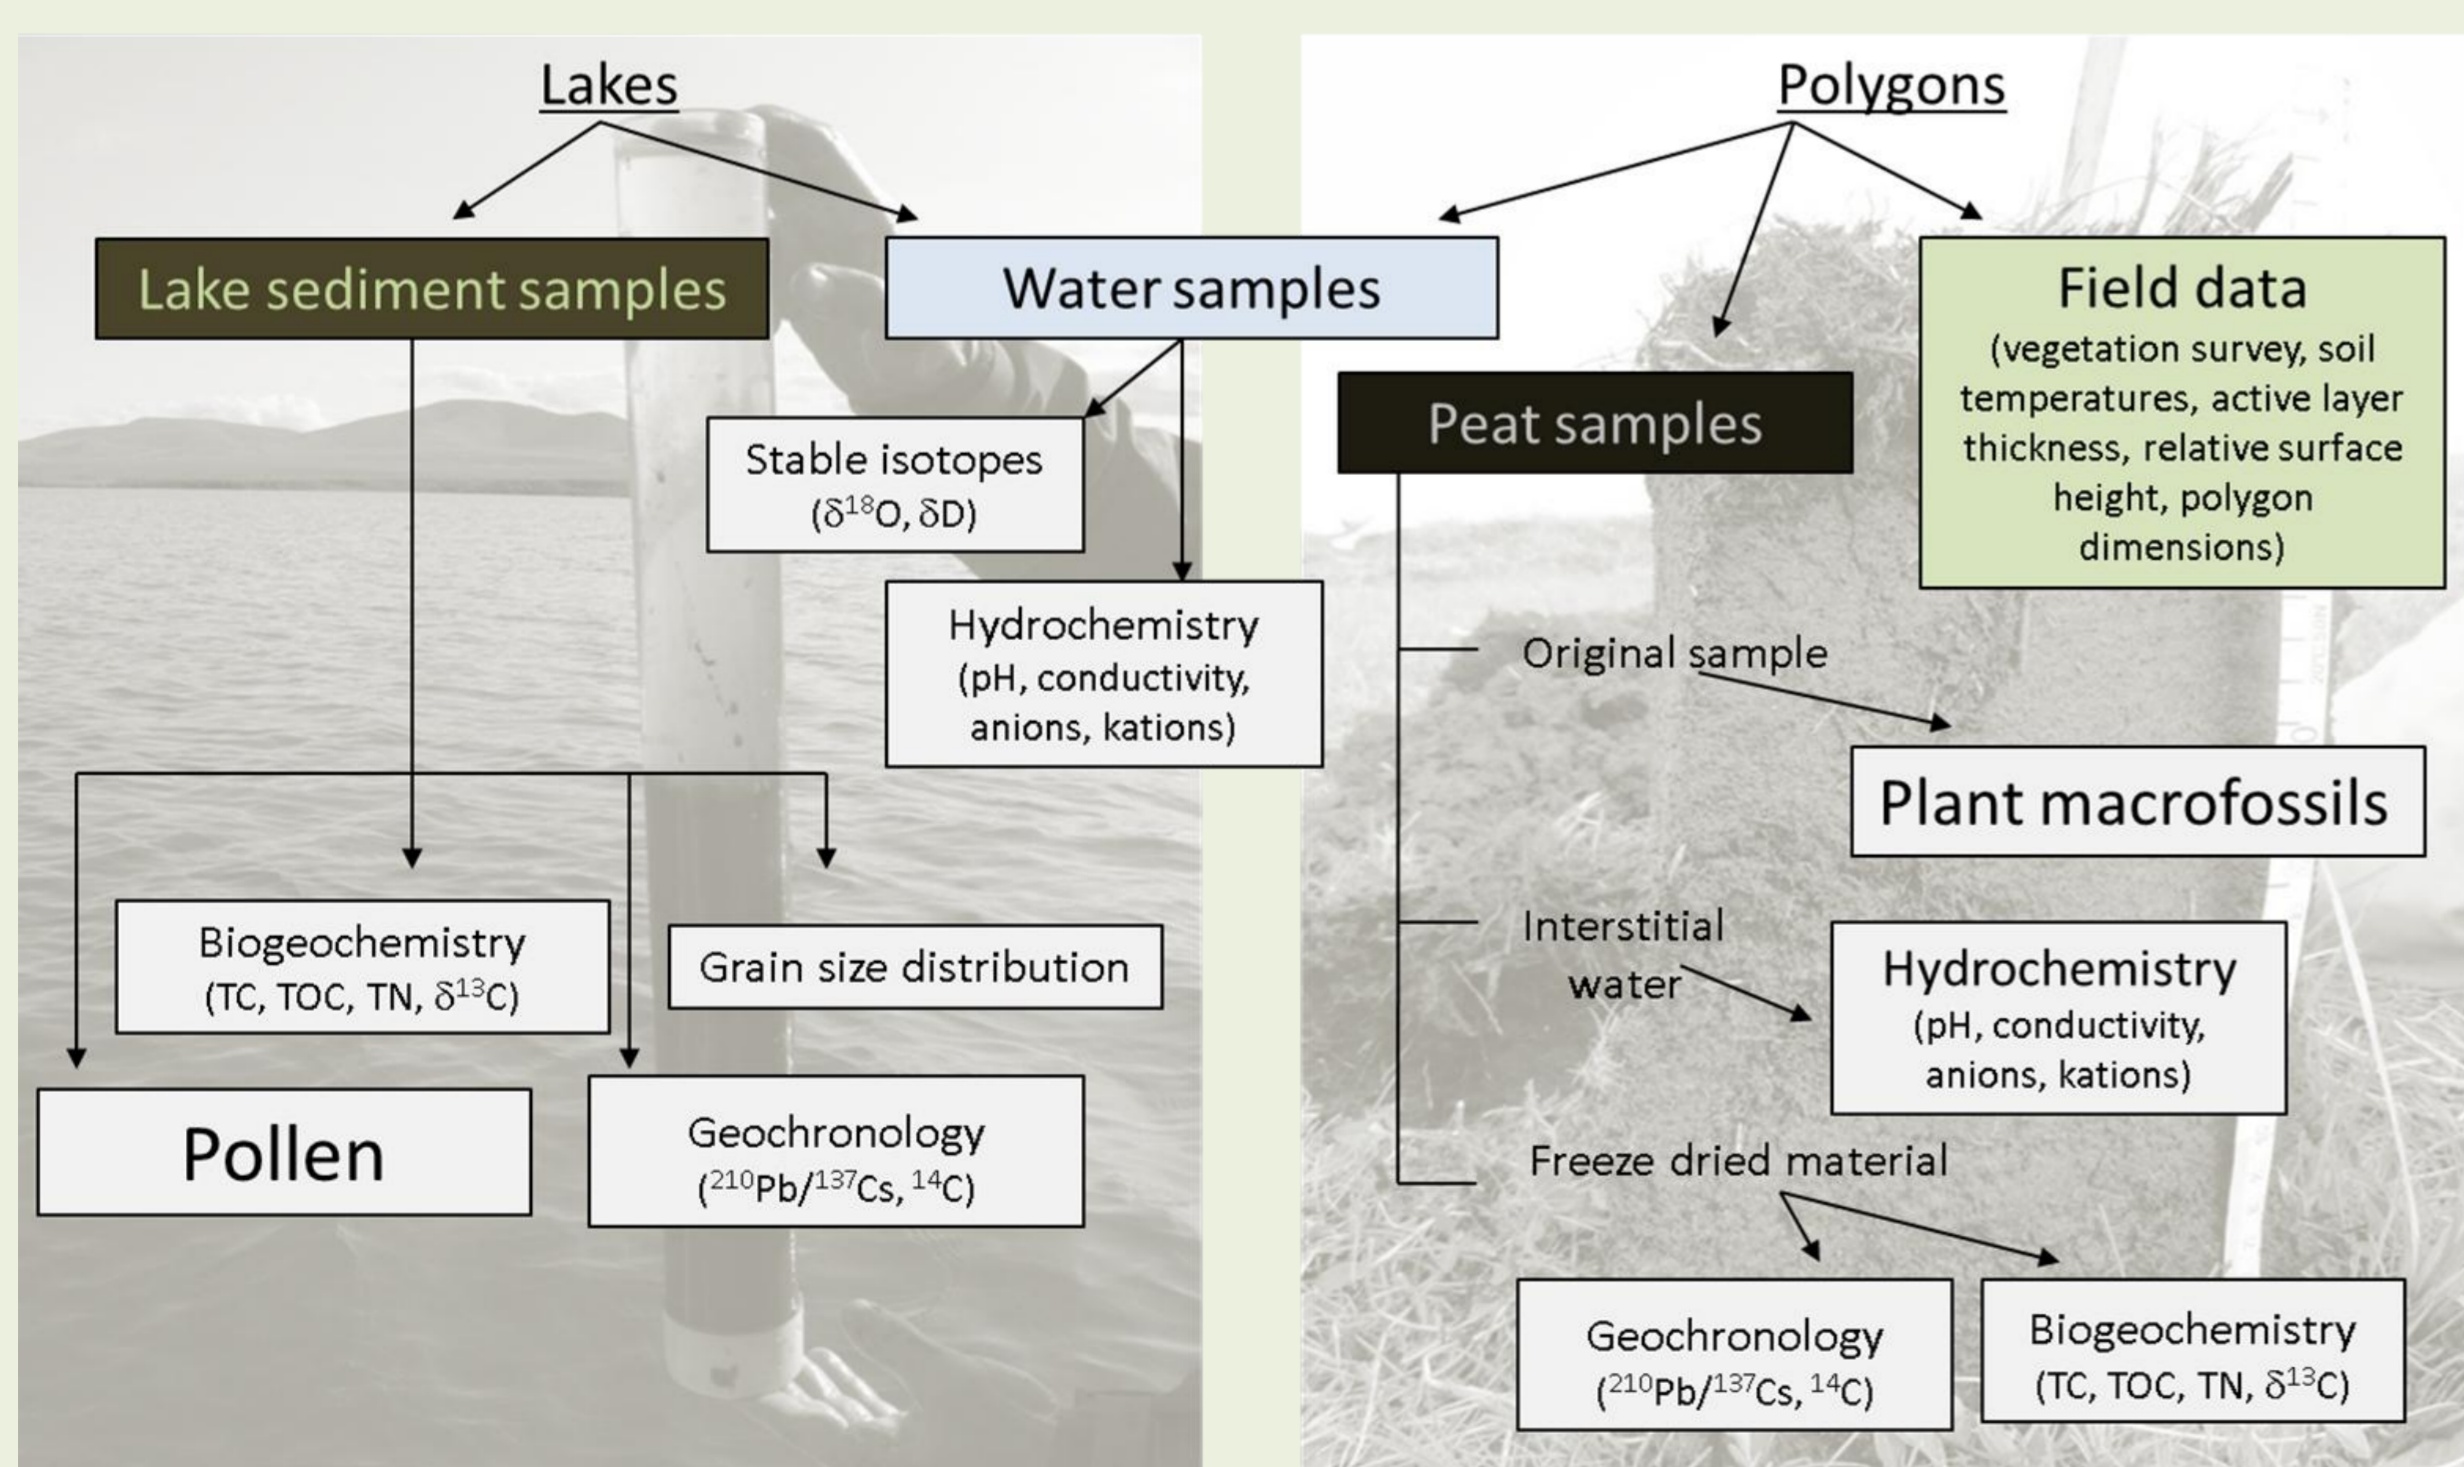 Lakes
Lake sediment samples
Water samples
Stable isotopes
(δ¹⁸O, δD)
Hydrochemistry
(pH, conductivity,
anions, kations)
Biogeochemistry
(TC, TOC, TN, δ¹³C)
Grain size distribution
Pollen
Geochronology
(²¹⁰Pb/¹³⁷Cs, ¹⁴C)
Polygons
Field data
(vegetation survey, soil
temperatures, active layer
thickness, relative surface
height, polygon
dimensions)
Peat samples
Original sample
Plant macrofossils
Interstitial
water
Hydrochemistry
(pH, conductivity,
anions, kations)
Freeze dried material
Geochronology
(²¹⁰Pb/¹³⁷Cs, ¹⁴C)
Biogeochemistry
(TC, TOC, TN, δ¹³C)